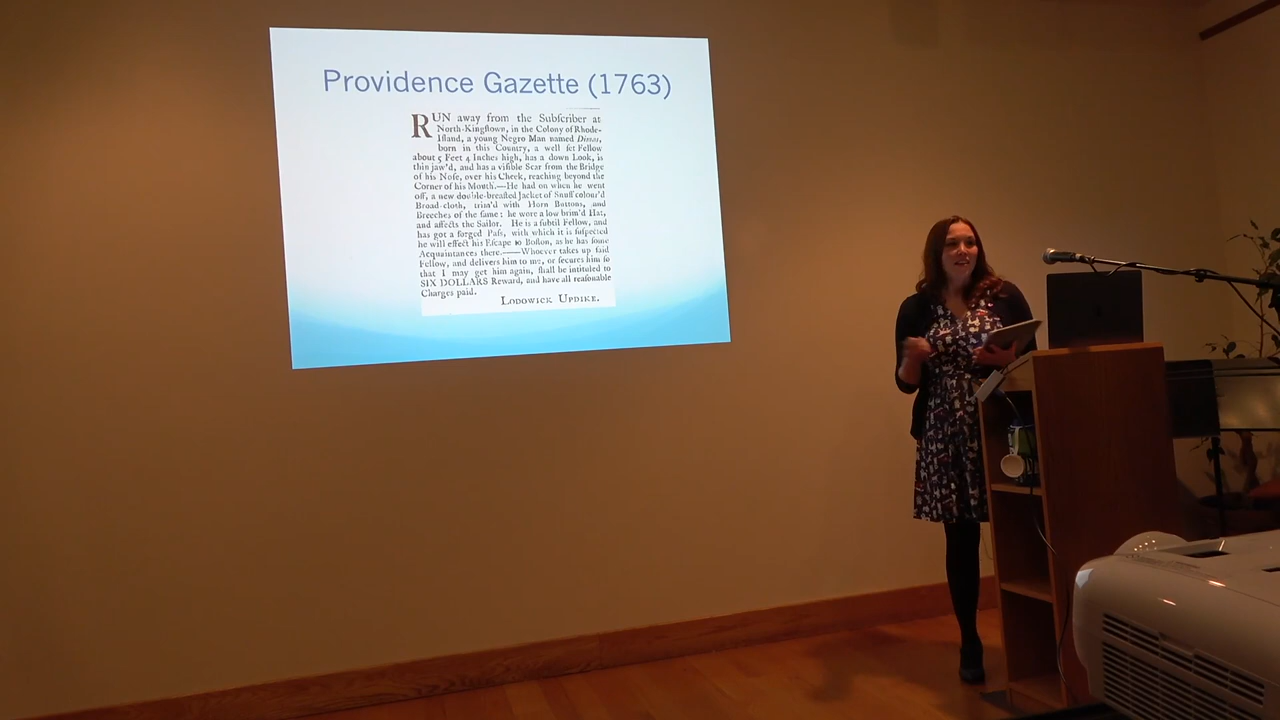 Providence Gazette (1763)
RUN away from the Subſcriber at
North-Kingſtown, in the Colony of Rhode-
Iſland, a young Negro Man named
born in this Country, a well ſet Fellow
about 5 Feet 4 Inches high, has a down Look, is
thin jaw'd, and has a viſible Scar from the Bridge
of his Noſe, over his Cheek, reaching beyond the
Corner of his Mouth.—He had on when he went
off, a new double-breaſted Jacket of Snuff colour'd
Broad-cloth, trim'd with Horn Buttons, and
Breeches of the ſame: he wore a low brim'd Hat,
and affects the Sailor. He is a ſubtil Fellow, and
has got a forged Paſs, with which it is ſuſpected
he will effect his Eſcape to Boſton, as he has ſome
Acquaintances there.——Whoever takes up ſaid
Fellow, and delivers him to me, or ſecures him ſo
that I may get him again, ſhall be intituled to
SIX DOLLARS Reward, and have all reaſonable
Charges paid.
LODOWICK UPDIKE.